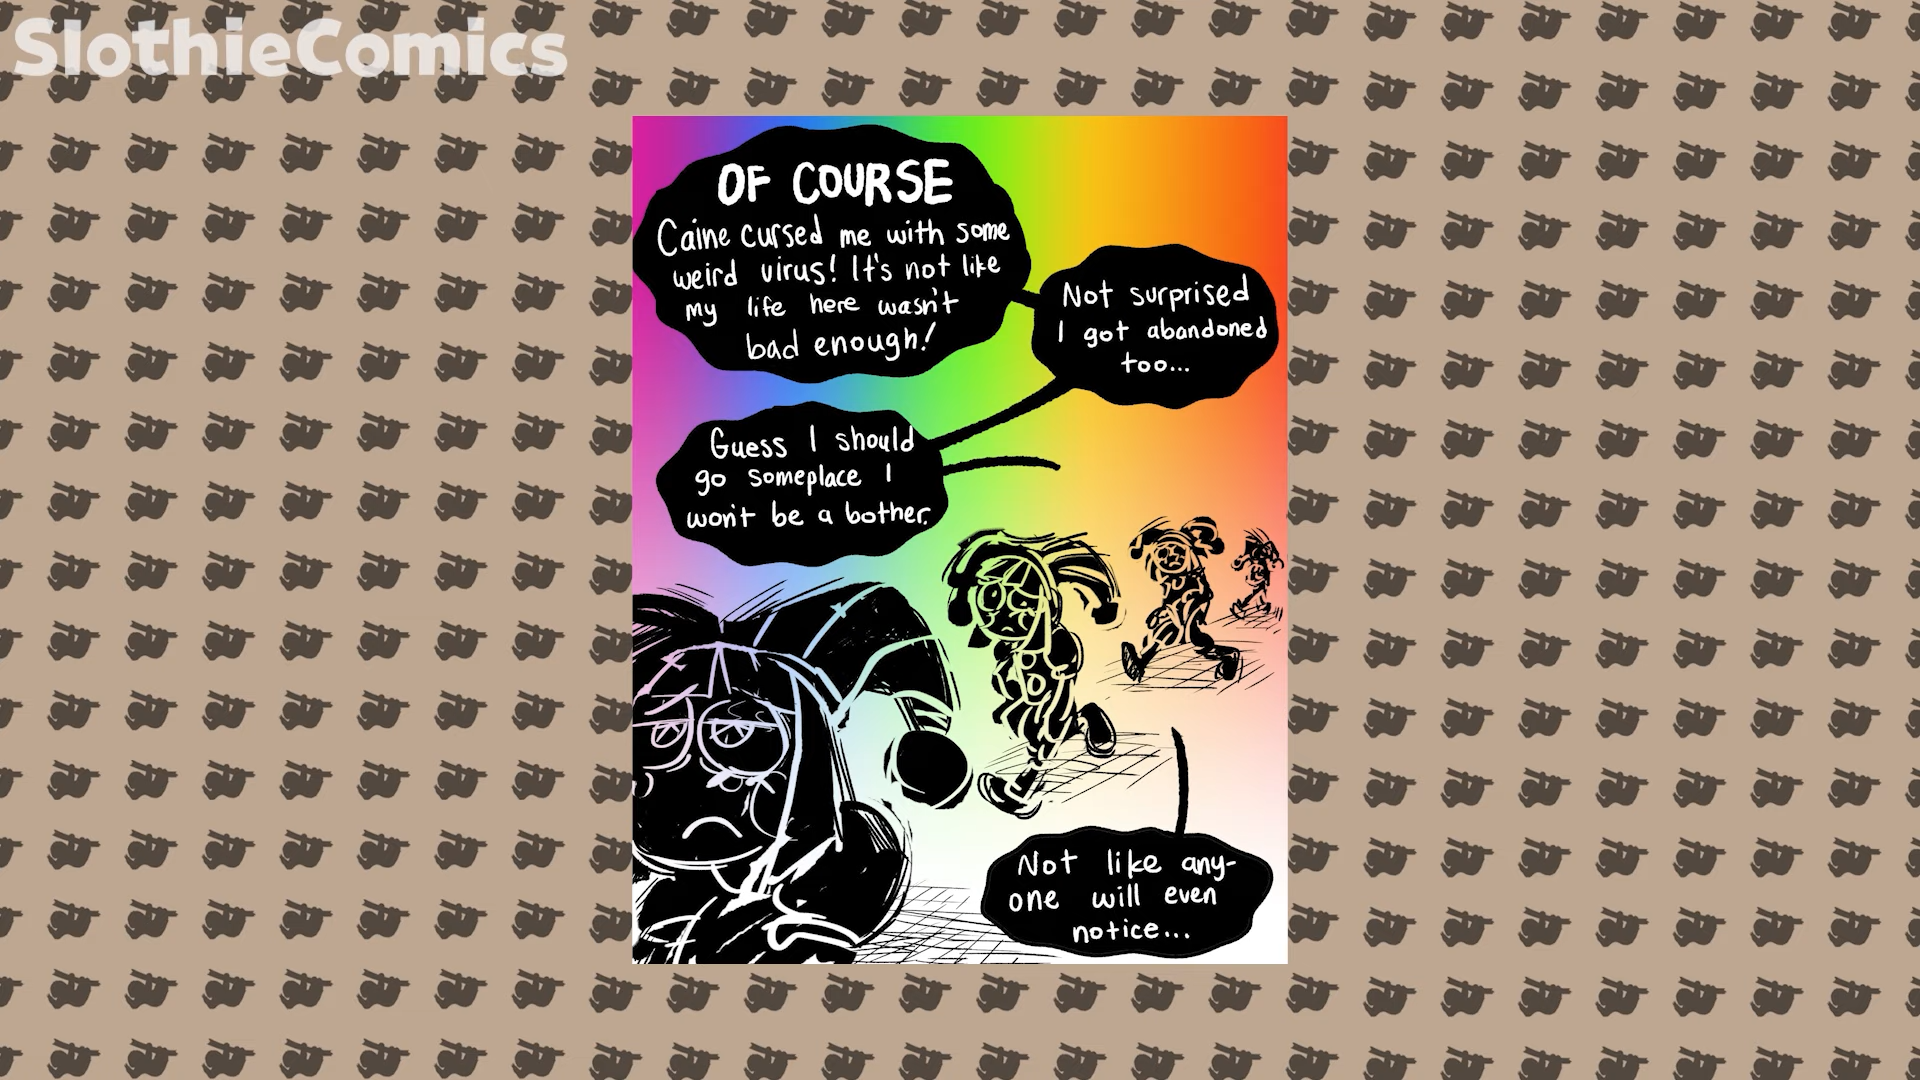 SlothieComics
OF COURSE
Caine cursed me with some
weird virus! It's not like
my life here wasn't
bad enough!
Not surprised
I got abandoned
too...
Guess I should
go someplace I
won't be a bother.
Not like any-
one will even
notice...